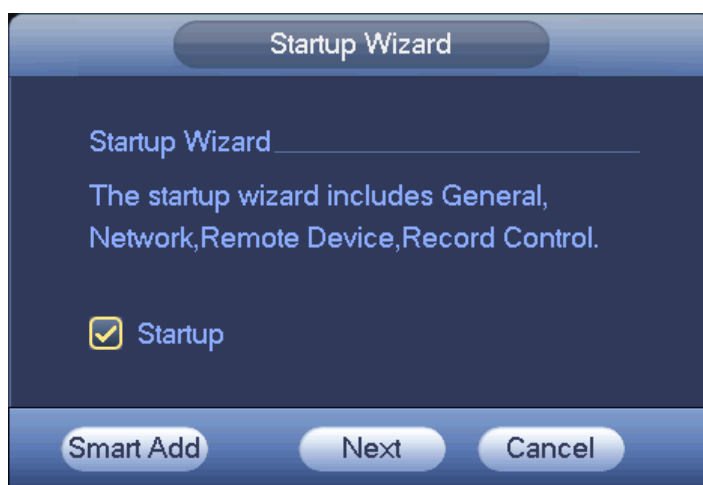 Startup Wizard
Startup Wizard
The startup wizard includes General,
Network,Remote Device,Record Control.
Startup
Smart Add Next Cancel